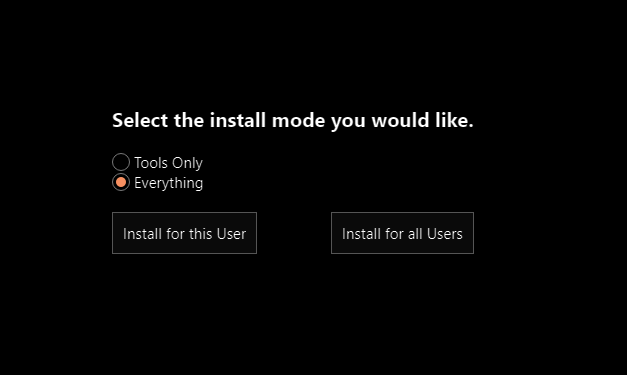 Select the install mode you would like.
Tools Only
Everything
Install for this User
Install for all Users